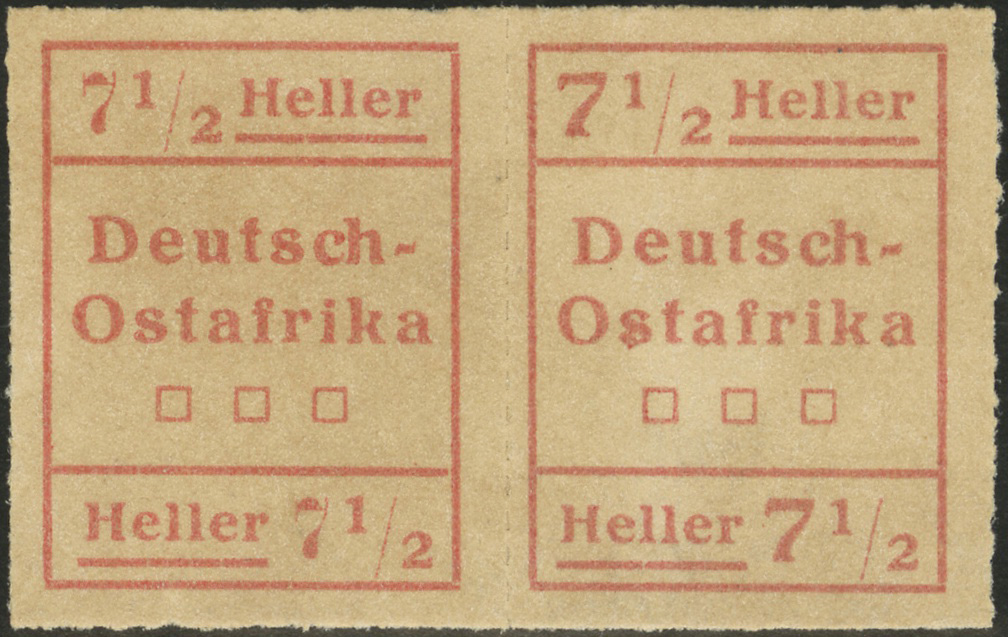 7 1/2 Heller
Deutsch-
Ostafrika
Heller 7 1/2
7 1/2 Heller
Deutsch-
Ostafrika
Heller 7 1/2